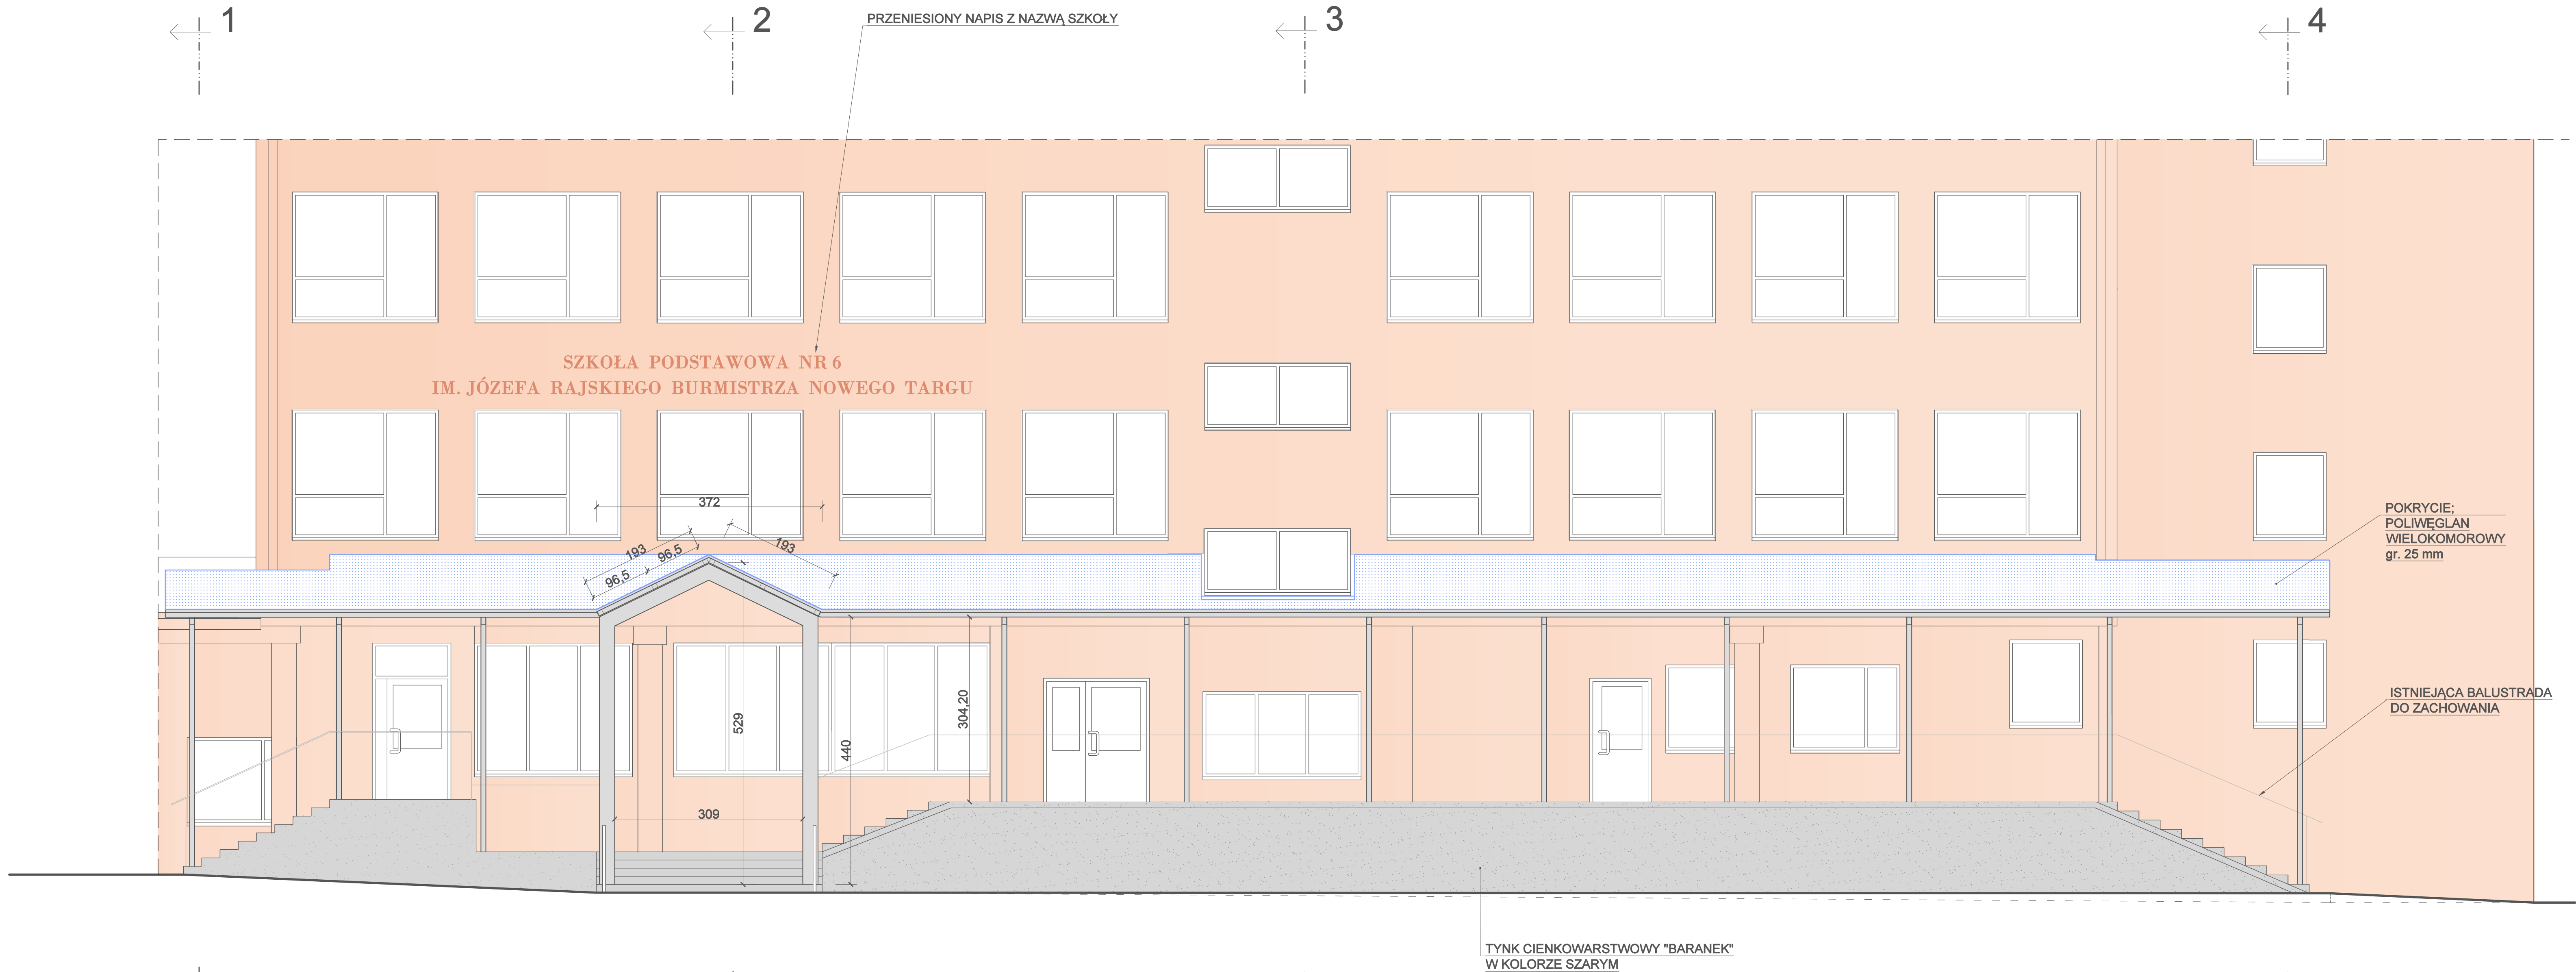 1
2
PRZENIESIONY NAPIS Z NAZWĄ SZKOŁY
3
4
SZKOŁA PODSTAWOWA NR 6
IM. JÓZEFA RAJSKIEGO BURMISTRZA NOWEGO TARGU
372
193
96,5
96,5
193
POKRYCIE;
POLIWĘGLAN
WIELOKOMOROWY
gr. 25 mm
529
440
304,20
309
ISTNIEJĄCA BALUSTRADA
DO ZACHOWANIA
TYNK CIENKOWARSTWOWY "BARANEK"
W KOLORZE SZARYM